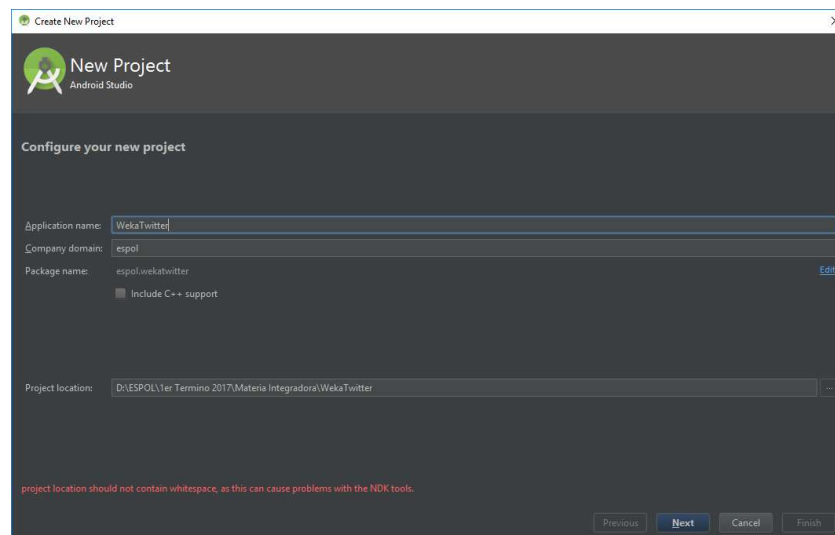 Create New Project
New Project
Android Studio
Configure your new project
Application name: WekaTwitter
Company domain: espol
Package name: espol.wekatwitter
Edit
Include C++ support
Project location: D:\ESPOL\1er Termino 2017\Materia Integradora\WekaTwitter
...
project location should not contain whitespace, as this can cause problems with the NDK tools.
Previous Next Cancel Finish